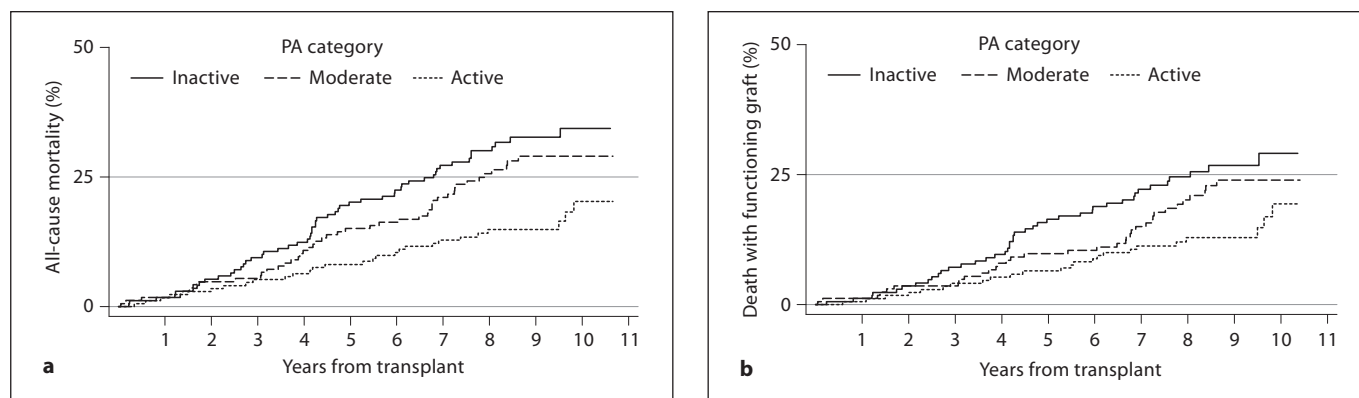 PA category
Inactive Moderate Active
All-cause mortality (%)
50
25
0
1 2 3 4 5 6 7 8 9 10 11
Years from transplant
a
PA category
Inactive Moderate Active
Death with functioning graft (%)
50
25
0
1 2 3 4 5 6 7 8 9 10 11
Years from transplant
b